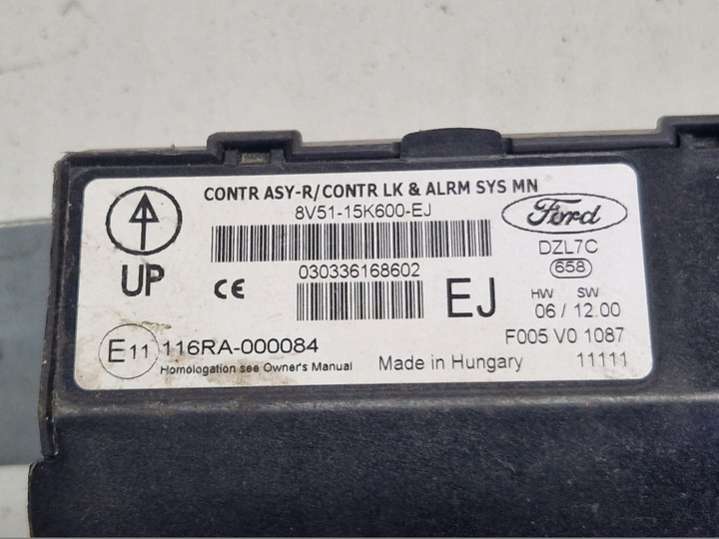 CONTR ASY-R/CONTR LK & ALRM SYS MN
8V51-15K600-EJ
Ford
DZL7C
658
UP
CE
030336168602
EJ
HW SW
06 / 12.00
E11 116RA-000084
F005 V0 1087
Homologation see Owner's Manual
Made in Hungary
11111